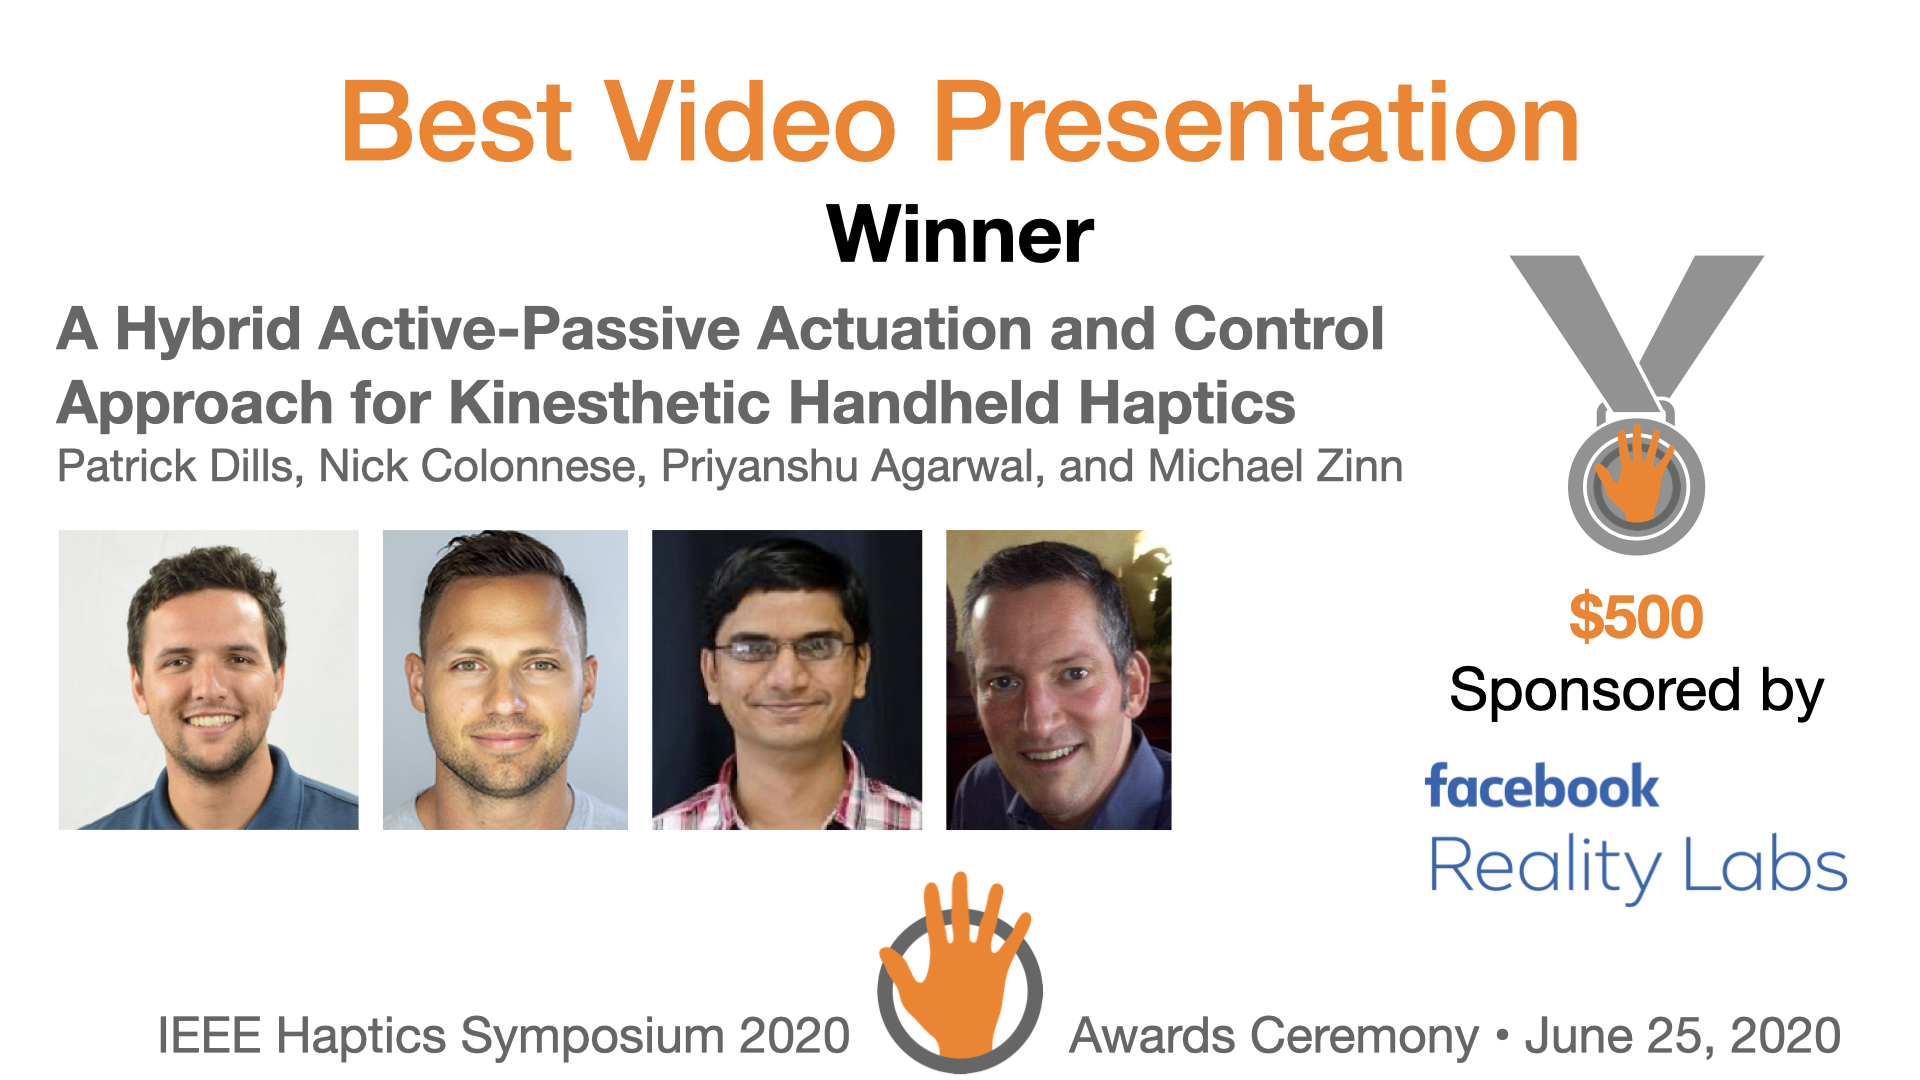 Best Video Presentation
Winner
A Hybrid Active-Passive Actuation and Control
Approach for Kinesthetic Handheld Haptics
Patrick Dills, Nick Colonnese, Priyanshu Agarwal, and Michael Zinn
$500
Sponsored by
facebook
Reality Labs
IEEE Haptics Symposium 2020
Awards Ceremony • June 25, 2020